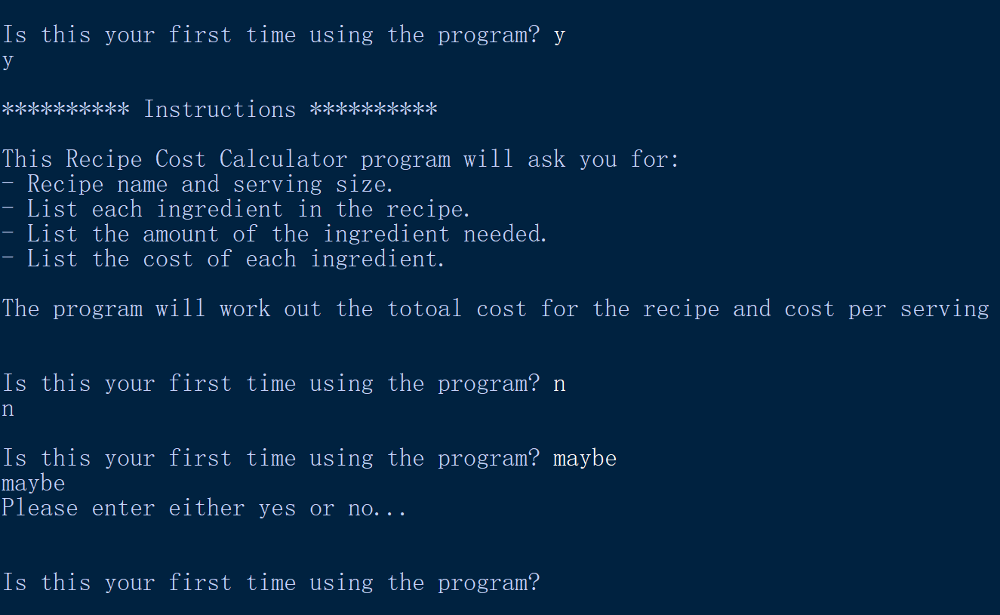 Is this your first time using the program? y
y
********** Instructions **********
This Recipe Cost Calculator program will ask you for:
- Recipe name and serving size.
- List each ingredient in the recipe.
- List the amount of the ingredient needed.
- List the cost of each ingredient.
The program will work out the totoal cost for the recipe and cost per serving
Is this your first time using the program? n
n
Is this your first time using the program? maybe
maybe
Please enter either yes or no...
Is this your first time using the program?